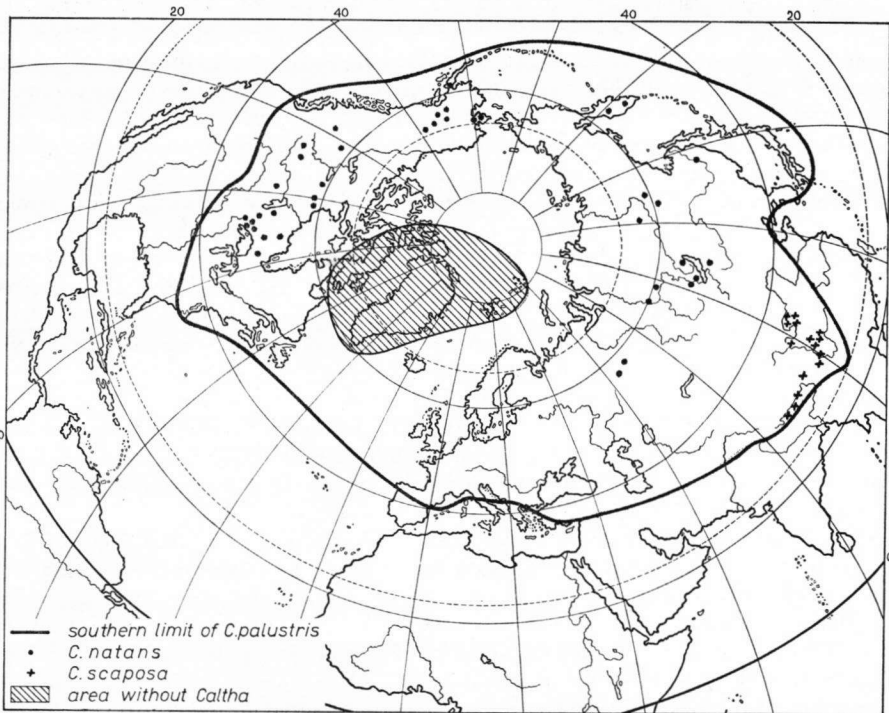 20 40 40 20
southern limit of C.palustris
C.natans
C.scaposa
area without Caltha